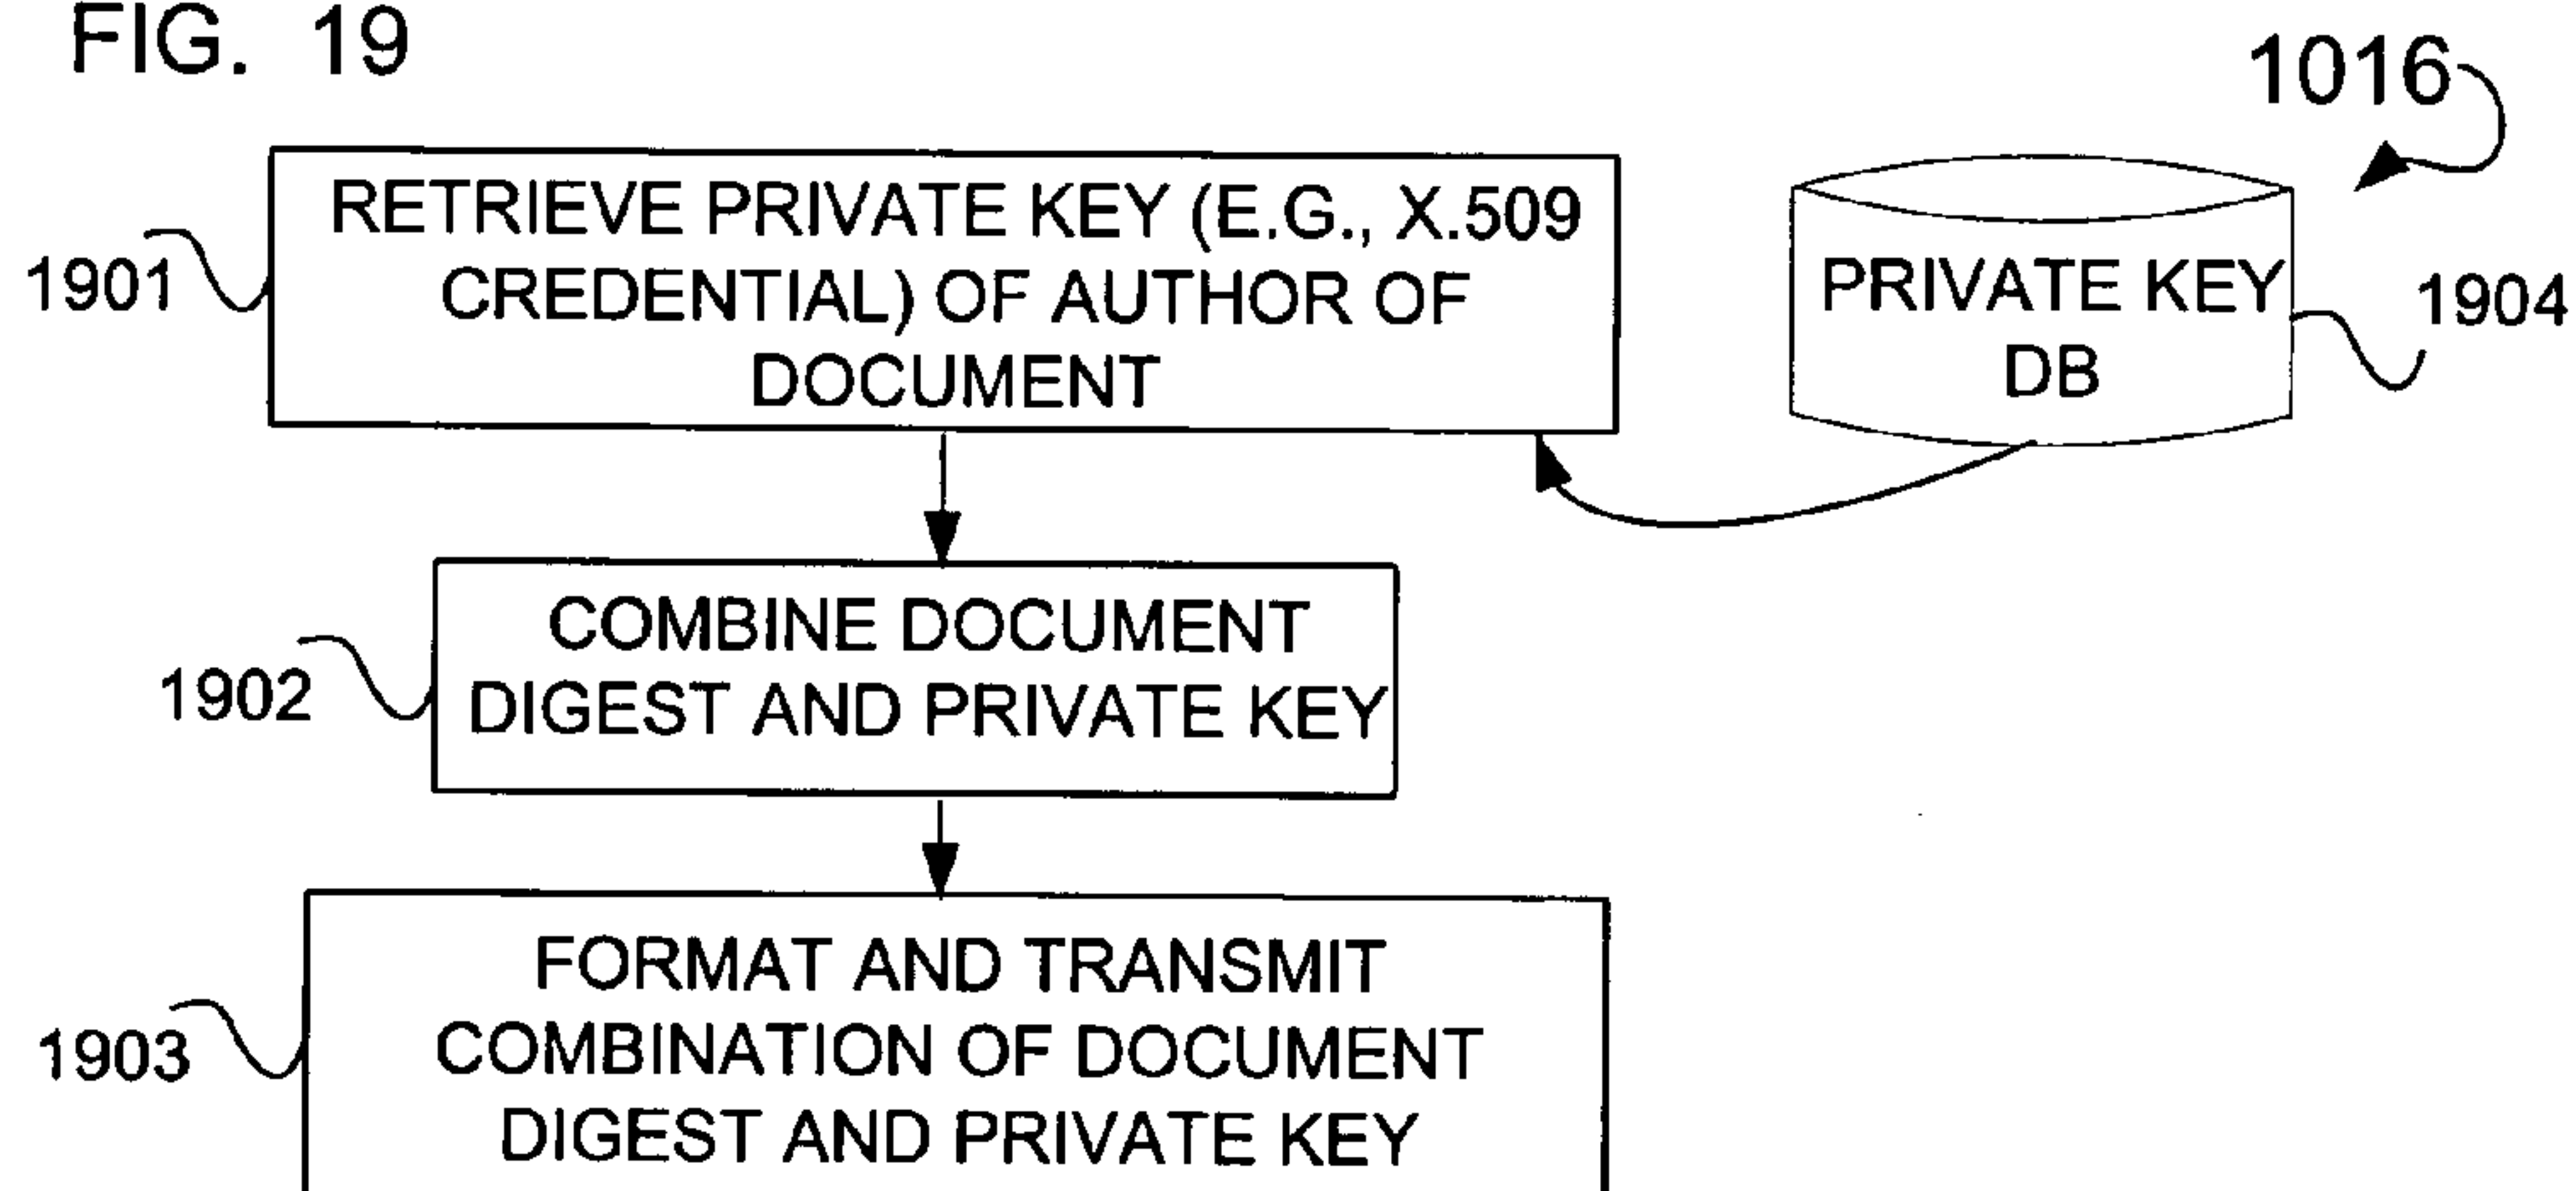 FIG. 19
1016
RETRIEVE PRIVATE KEY (E.G., X.509
CREDENTIAL) OF AUTHOR OF
DOCUMENT
1901
PRIVATE KEY
DB
1904
COMBINE DOCUMENT
DIGEST AND PRIVATE KEY
1902
FORMAT AND TRANSMIT
COMBINATION OF DOCUMENT
DIGEST AND PRIVATE KEY
1903